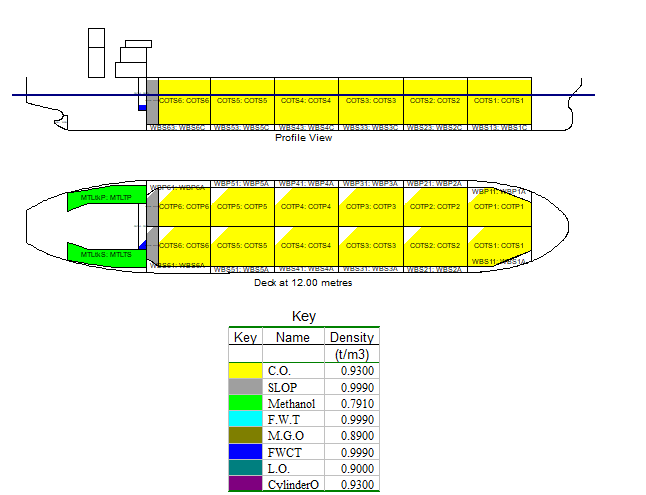 COTS6: COTS6 COTS5: COTS5 COTS4: COTS4 COTS3: COTS3 COTS2: COTS2 COTS1: COTS1
WBS63: WBS6C WBS53: WBS5C WBS43: WBS4C WBS33: WBS3C WBS23: WBS2C WBS13: WBS1C
Profile View
WBP61: WBP6A WBP51: WBP5A WBP41: WBP4A WBP31: WBP3A WBP21: WBP2A WBP11: WBP1A
MTLtkP: MTLTP
COTP6: COTP6 COTP5: COTP5 COTP4: COTP4 COTP3: COTP3 COTP2: COTP2 COTP1: COTP1
COTS6: COTS6 COTS5: COTS5 COTS4: COTS4 COTS3: COTS3 COTS2: COTS2 COTS1: COTS1
MTLtkS: MTLTS
WBS61: WBS6A WBS51: WBS5A WBS41: WBS4A WBS31: WBS3A WBS21: WBS2A WBS11: WBS1A
Deck at 12.00 metres
Key
Key Name Density
(t/m3)
C.O. 0.9300
SLOP 0.9990
Methanol 0.7910
F.W.T 0.9990
M.G.O 0.8900
FWCT 0.9990
L.O. 0.9000
CylinderO 0.9300